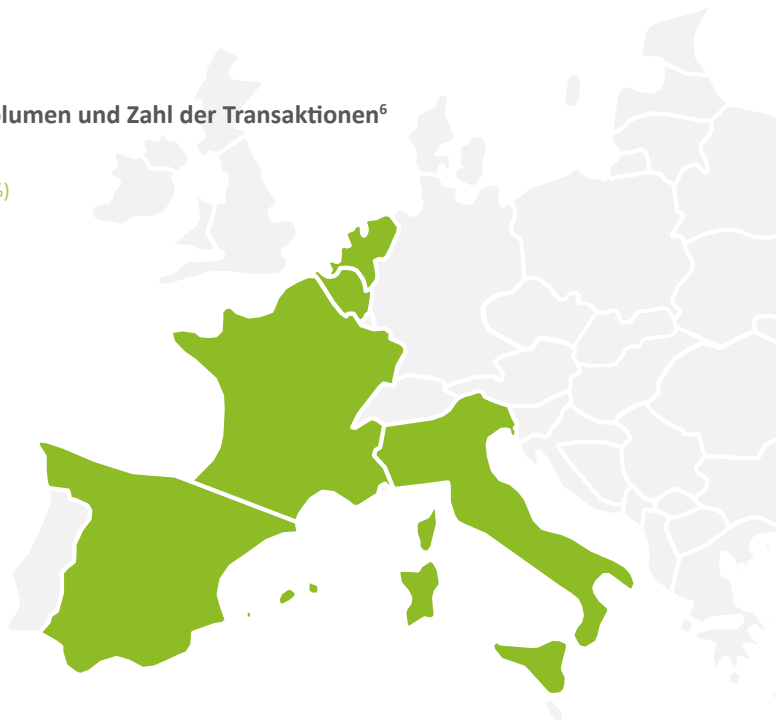 lumen und Zahl der Transaktionen⁶
)